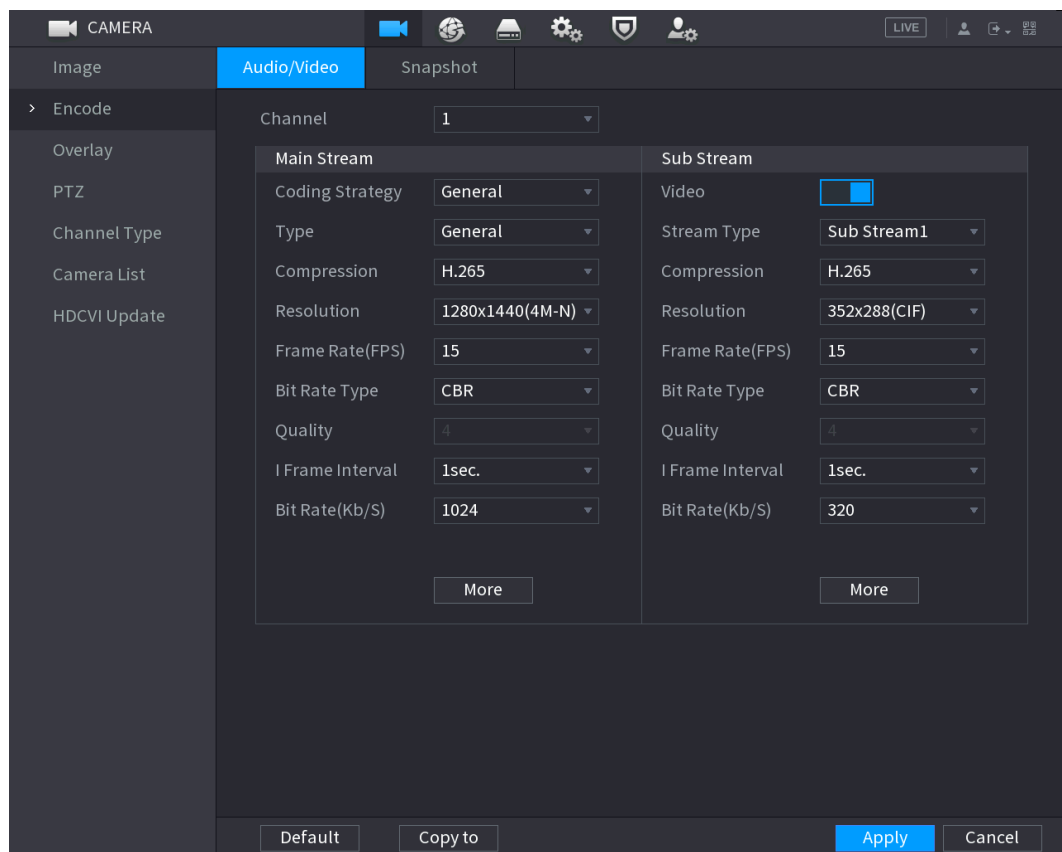 CAMERA LIVE
Image Audio/Video Snapshot
> Encode Channel 1
Overlay Main Stream Sub Stream
PTZ Coding Strategy General Video
Channel Type Type General Stream Type Sub Stream1
Camera List Compression H.265 Compression H.265
HDCVI Update Resolution 1280x1440(4M-N) Resolution 352x288(CIF)
Frame Rate(FPS) 15 Frame Rate(FPS) 15
Bit Rate Type CBR Bit Rate Type CBR
Quality 4 Quality 4
I Frame Interval 1sec. I Frame Interval 1sec.
Bit Rate(Kb/S) 1024 Bit Rate(Kb/S) 320
More More
Default Copy to Apply Cancel